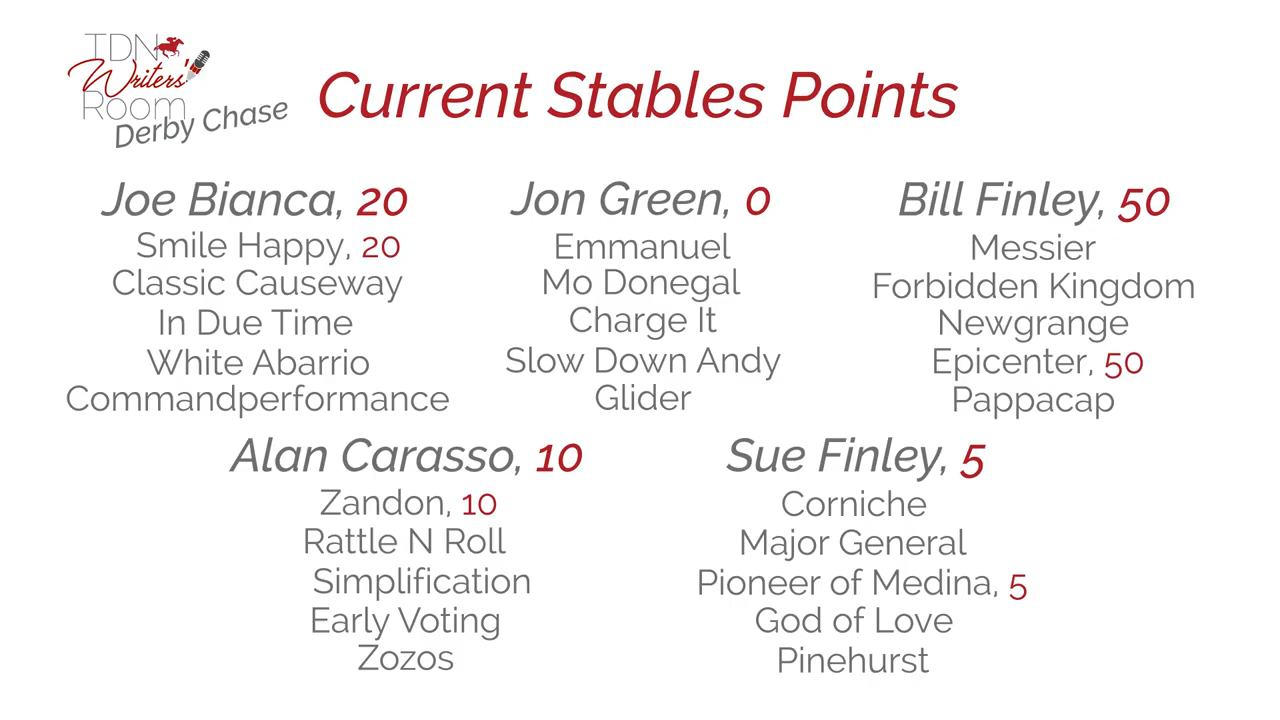 TDN
Writers'
Room
Derby Chase
Current Stables Points
Joe Bianca, 20
Smile Happy, 20
Classic Causeway
In Due Time
White Abarrio
Commandperformance
Jon Green, 0
Emmanuel
Mo Donegal
Charge It
Slow Down Andy
Glider
Bill Finley, 50
Messier
Forbidden Kingdom
Newgrange
Epicenter, 50
Pappacap
Alan Carasso, 10
Zandon, 10
Rattle N Roll
Simplification
Early Voting
Zozos
Sue Finley, 5
Corniche
Major General
Pioneer of Medina, 5
God of Love
Pinehurst